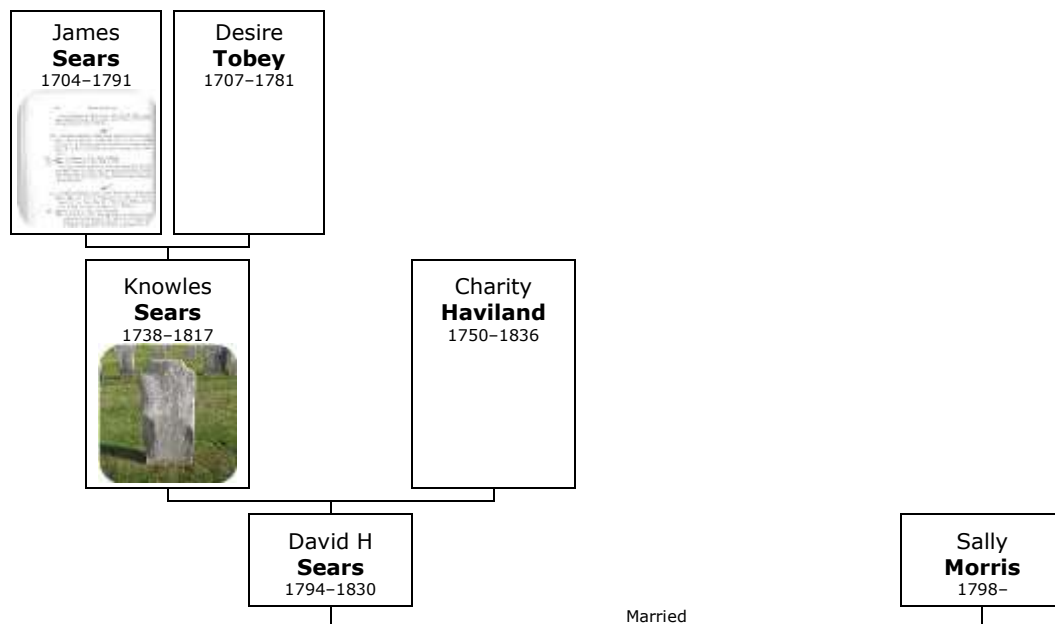 James
Sears
1704–1791
Desire
Tobey
1707–1781
Knowles
Sears
1738–1817
Charity
Haviland
1750–1836
David H
Sears
1794–1830
Sally
Morris
1798–
Married